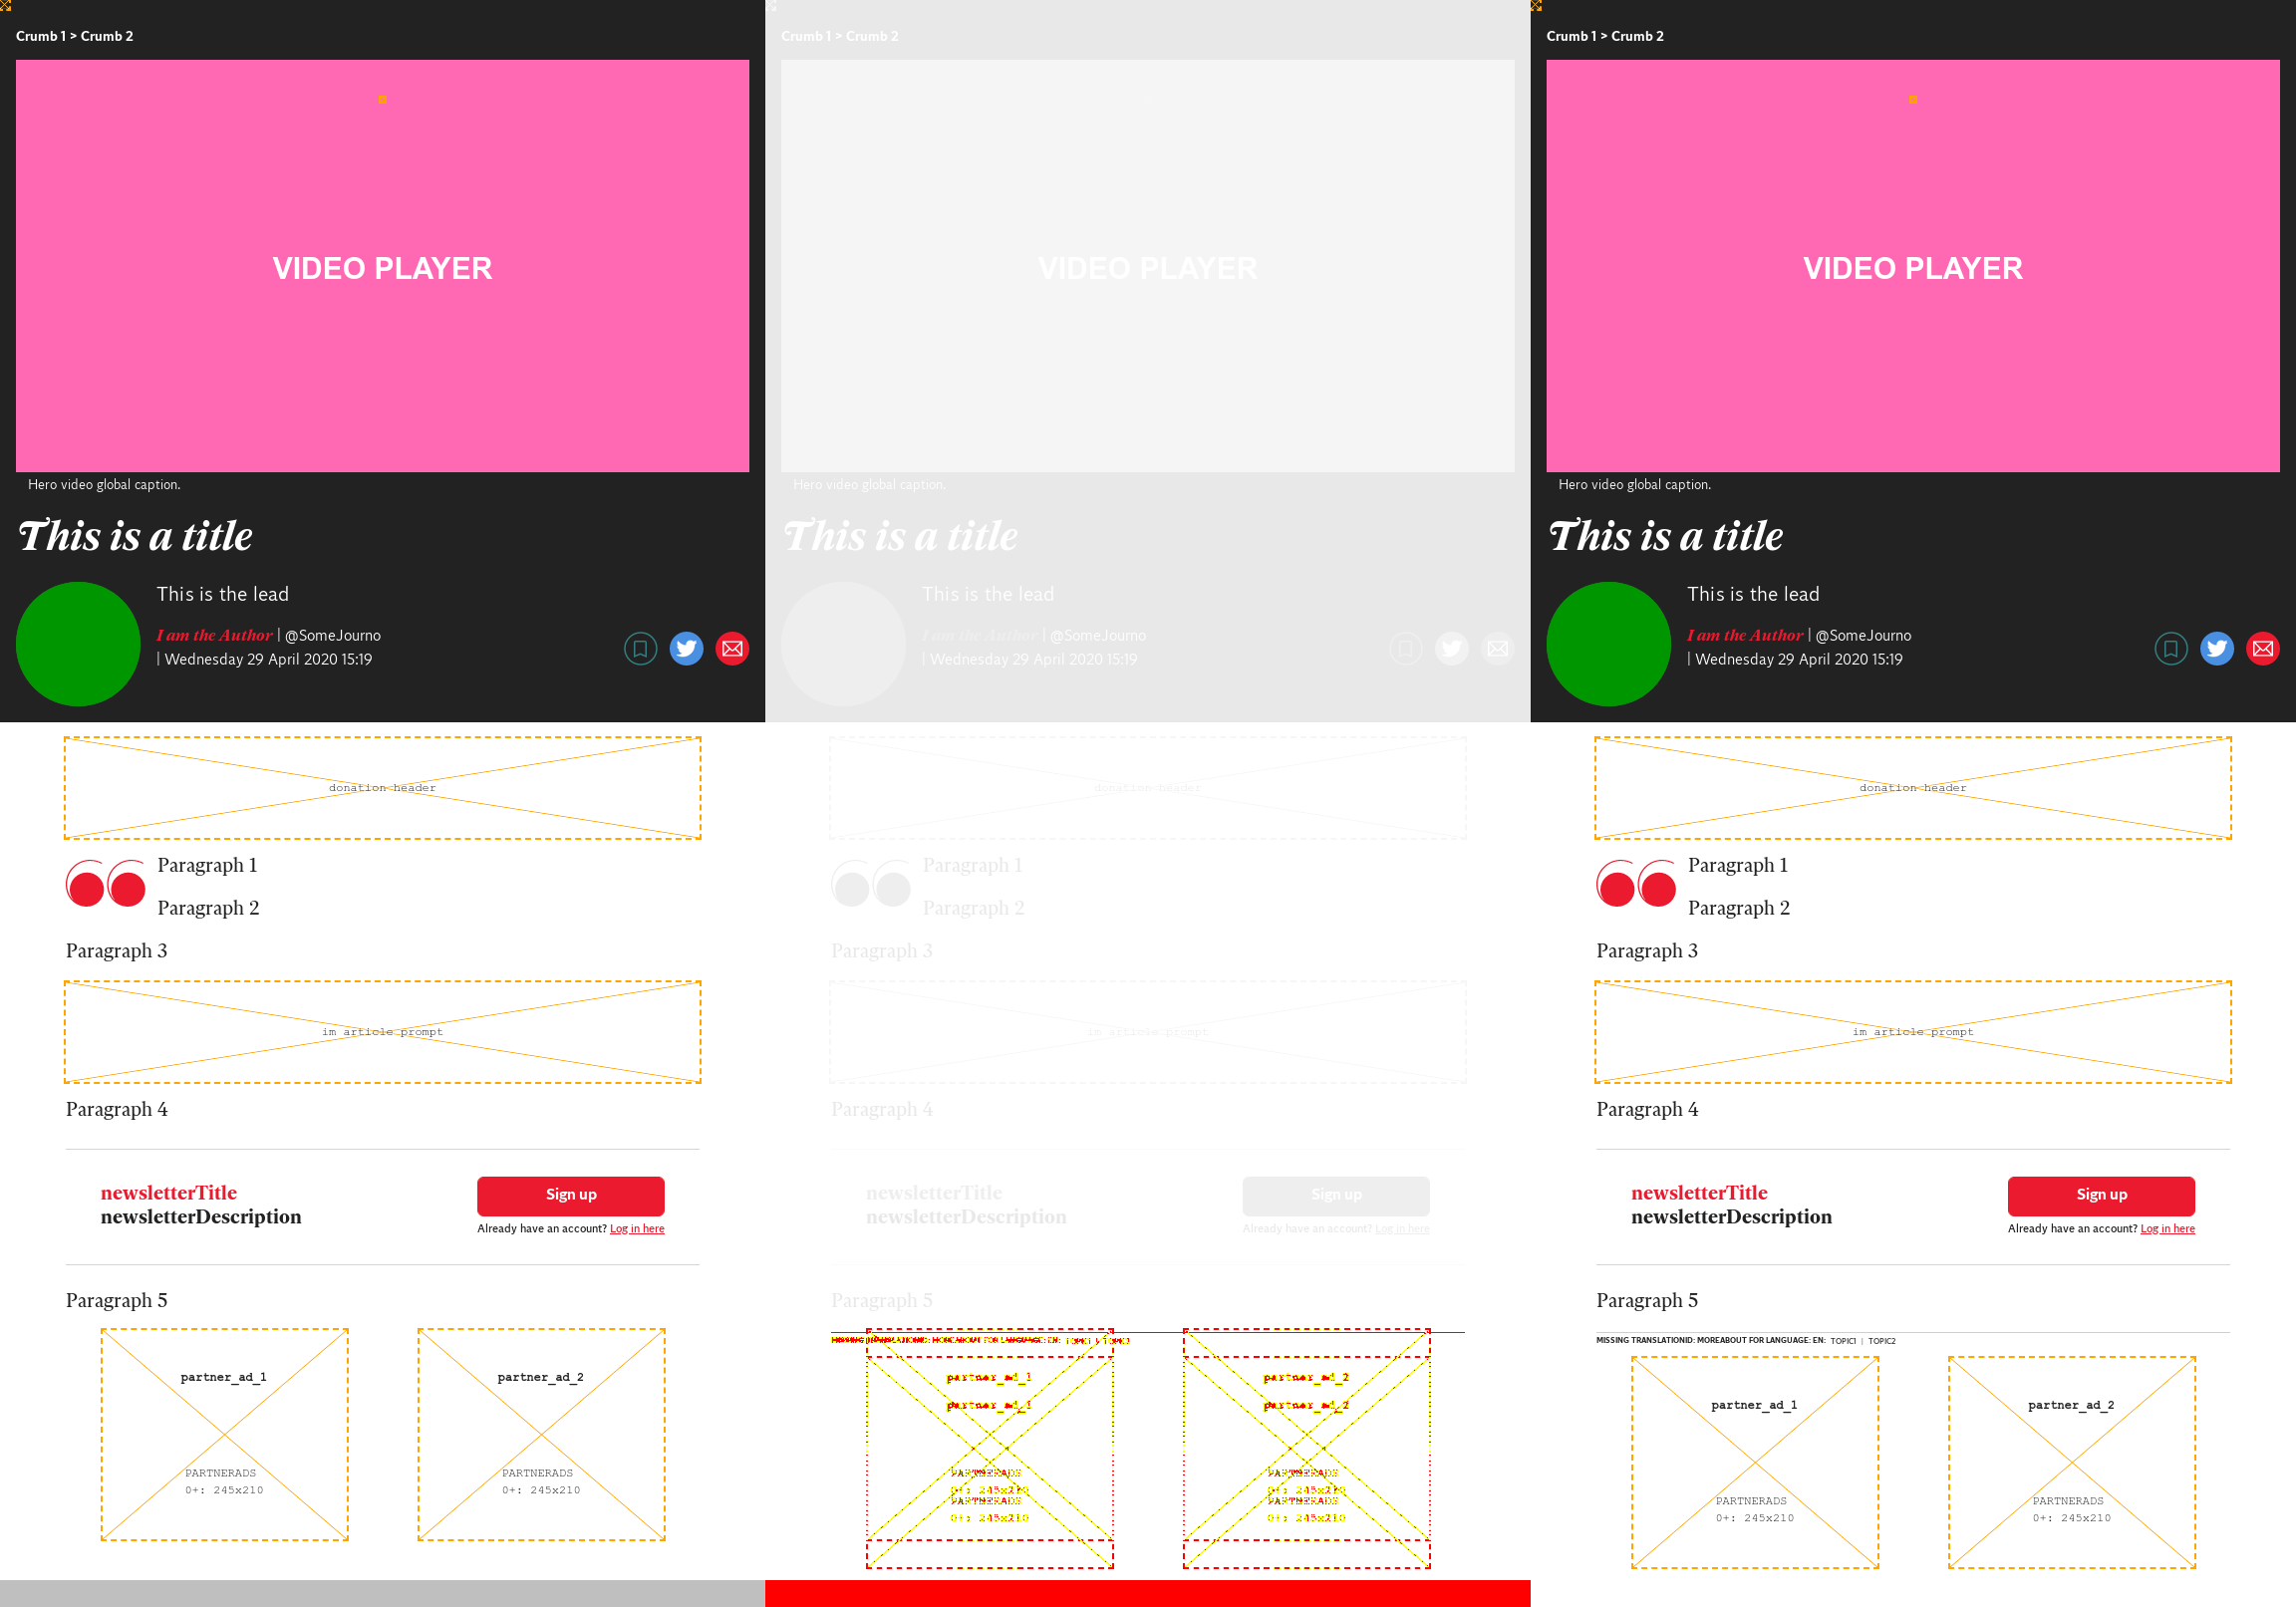 Crumb 1 > Crumb 2
VIDEO PLAYER
Hero video global caption.
This is a title
This is the lead
I am the Author | @SomeJourno
| Wednesday 29 April 2020 15:19
donation header
Paragraph 1
Paragraph 2
Paragraph 3
im article prompt
Paragraph 4
newsletterTitle
newsletterDescription
Sign up
Already have an account? Log in here
Paragraph 5
partner_ad_1
PARTNERADS
0+: 245x210
partner_ad_2
PARTNERADS
0+: 245x210
Crumb 1 > Crumb 2
VIDEO PLAYER
Hero video global caption.
This is a title
This is the lead
I am the Author | @SomeJourno
| Wednesday 29 April 2020 15:19
donation header
Paragraph 1
Paragraph 2
Paragraph 3
im article prompt
Paragraph 4
newsletterTitle
newsletterDescription
Sign up
Already have an account? Log in here
Paragraph 5
MISSING TRANSLATIONID: MOREABOUT FOR LANGUAGE: EN: TOPIC1 | TOPIC2
partner_ad_1
partner_ad_1
PARTNERADS
0+: 245x210
PARTNERADS
0+: 245x210
partner_ad_2
partner_ad_2
PARTNERADS
0+: 245x210
PARTNERADS
0+: 245x210
Crumb 1 > Crumb 2
VIDEO PLAYER
Hero video global caption.
This is a title
This is the lead
I am the Author | @SomeJourno
| Wednesday 29 April 2020 15:19
donation header
Paragraph 1
Paragraph 2
Paragraph 3
im article prompt
Paragraph 4
newsletterTitle
newsletterDescription
Sign up
Already have an account? Log in here
Paragraph 5
MISSING TRANSLATIONID: MOREABOUT FOR LANGUAGE: EN: TOPIC1 | TOPIC2
partner_ad_1
PARTNERADS
0+: 245x210
partner_ad_2
PARTNERADS
0+: 245x210